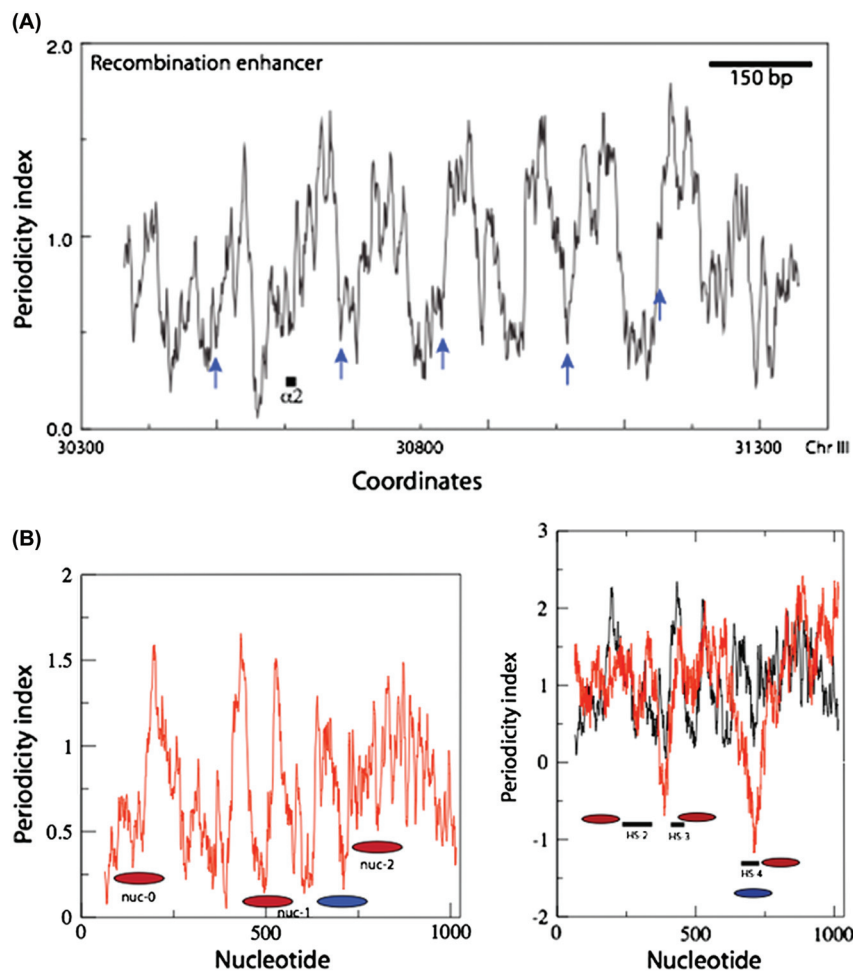 (A)
2.0
Recombination enhancer
150 bp
Periodicity index
1.0
α2
0.0
30300
30800
31300
Chr III
Coordinates
(B)
2
1.5
1
0.5
0
Periodicity index
nuc-0
nuc-1
nuc-2
0
500
1000
Nucleotide
3
2
1
0
-1
-2
Periodicity index
HS-2
HS-3
HS-4
0
500
1000
Nucleotide